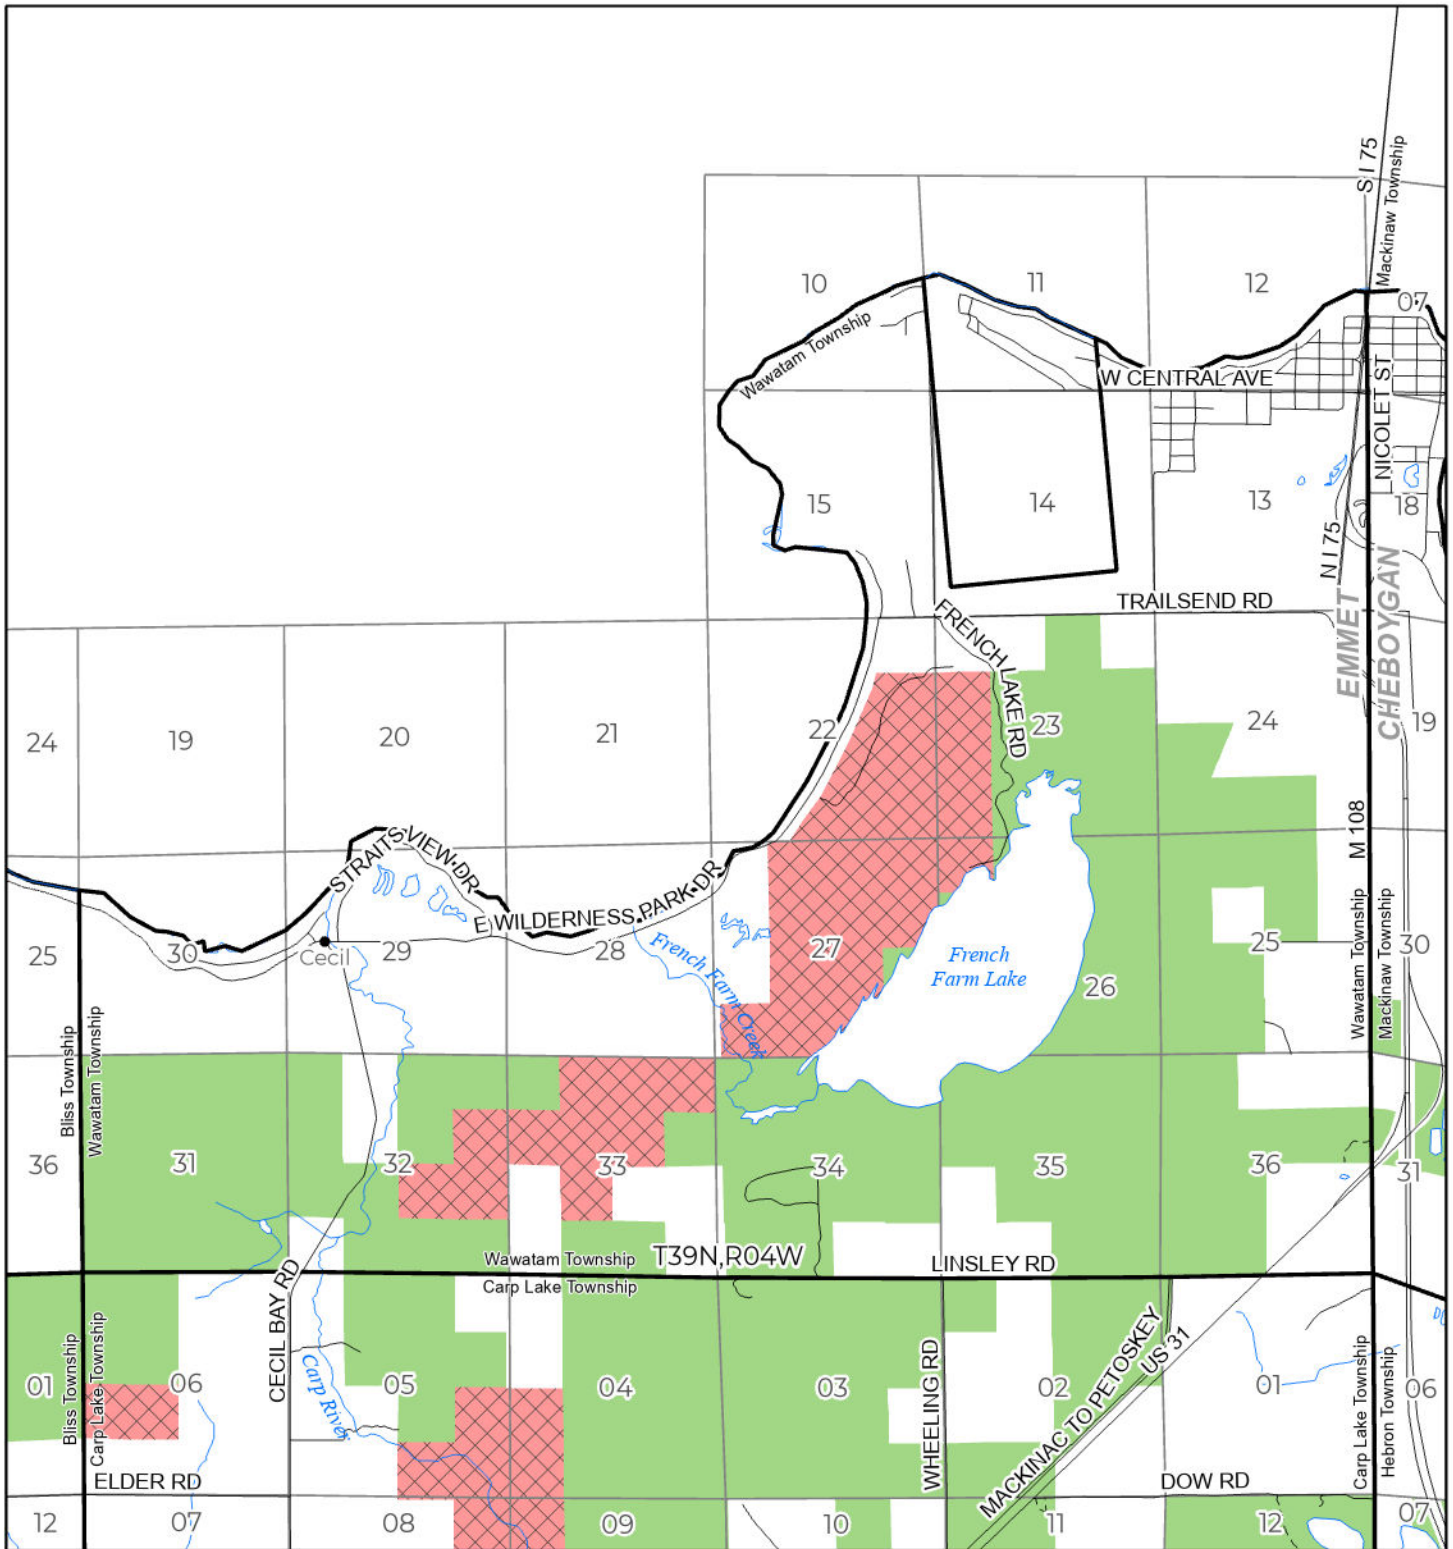 S I 75
Mackinaw Township
10
11
12
07
Wawatam Township
W CENTRAL AVE
NICOLET ST
15
14
13
18
N I 75
TRAILSEND RD
FRENCH LAKE RD
EMMET
CHEBOYGAN
24
19
20
21
22
23
24
19
STRAITS VIEW DR
M 108
E WILDERNESS PARK DR
25
30
Cecil
29
28
French Farm Creek
27
French
Farm Lake
26
25
30
Wawatam Township
Mackinaw Township
Bliss Township
Wawatam Township
36
31
32
33
34
35
36
31
Wawatam Township
T39N,R04W
LINSLEY RD
Carp Lake Township
CECIL BAY RD
Bliss Township
Carp Lake Township
01
06
05
04
03
02
01
06
Carp River
WHEELING RD
MACKINAC TO PETOSKEY
US 31
Carp Lake Township
Hebron Township
ELDER RD
DOW RD
12
07
08
09
10
11
12
07